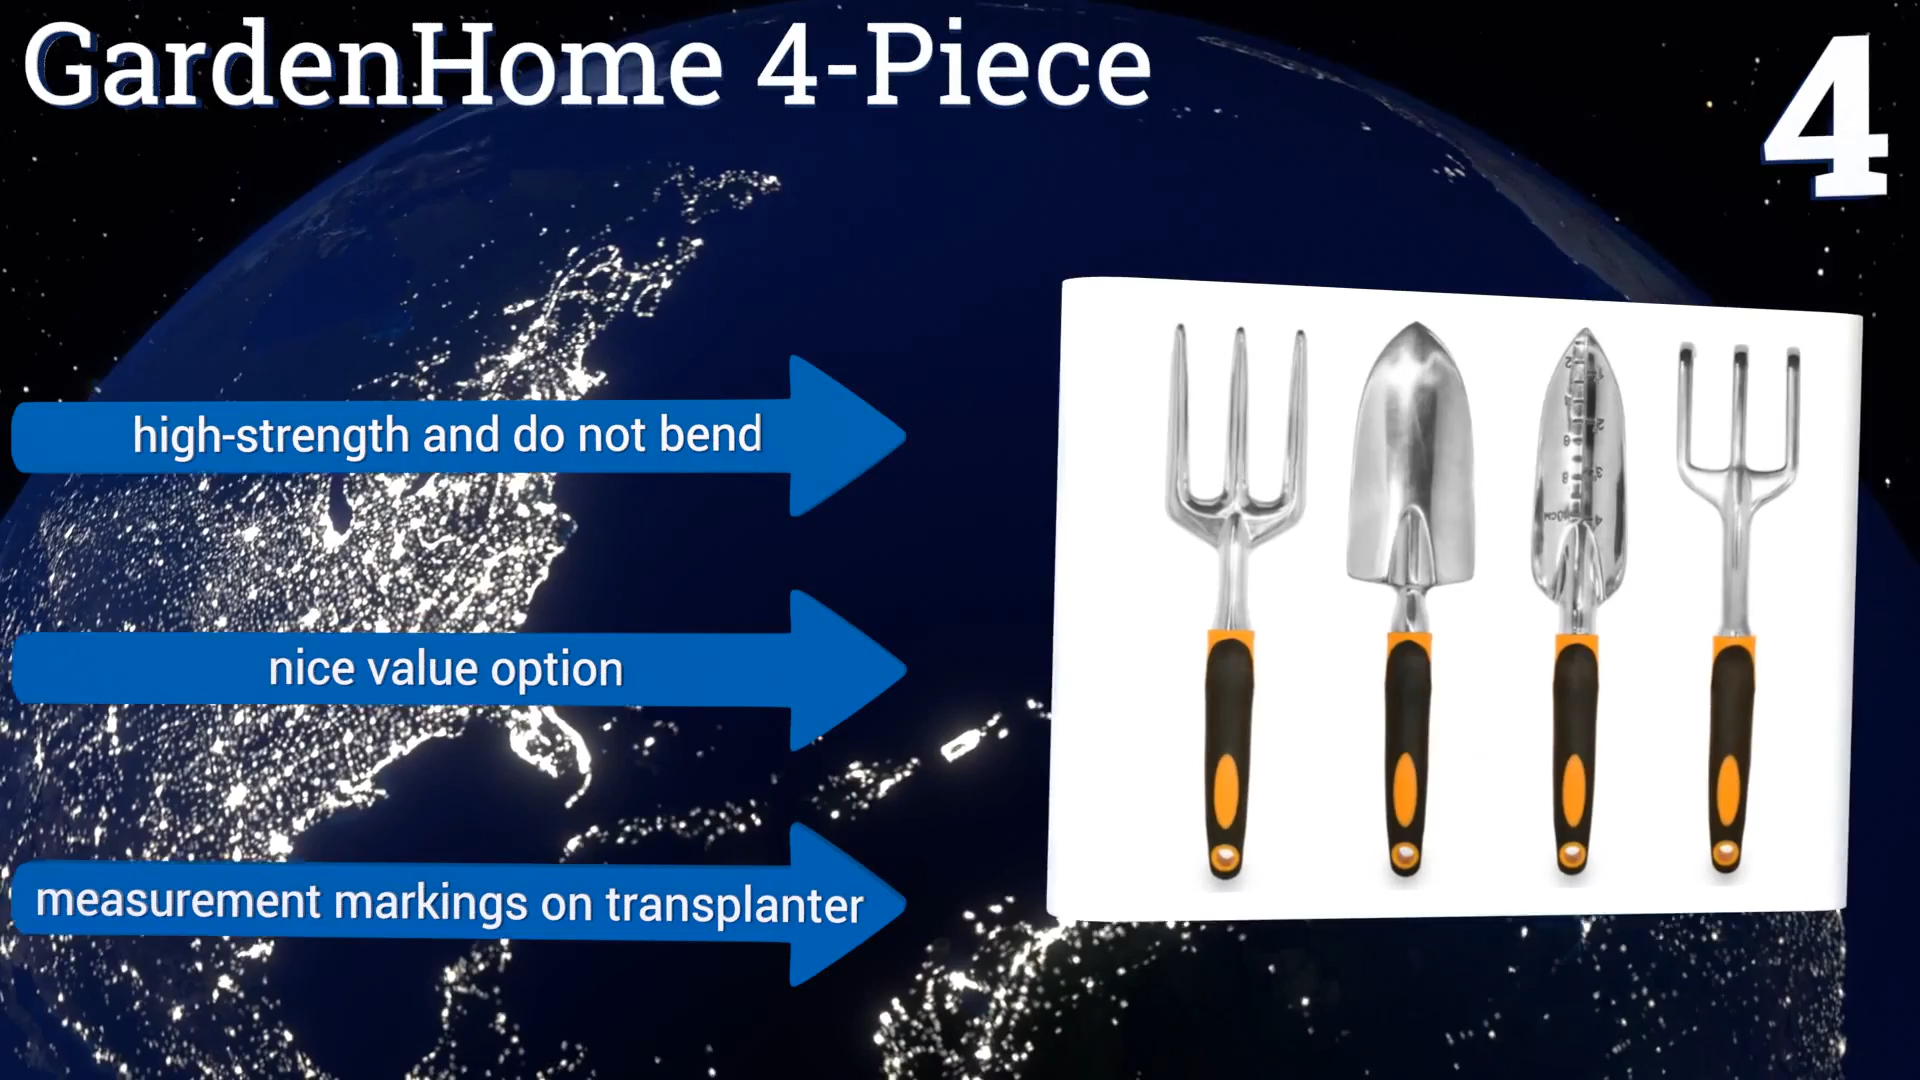 GardenHome 4-Piece
4
high-strength and do not bend
nice value option
measurement markings on transplanter